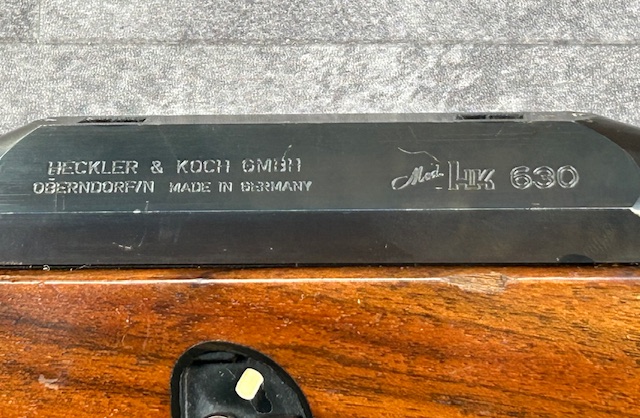 HECKLER & KOCH GMBH
OBERNDORF/N MADE IN GERMANY
Mod. HK 630